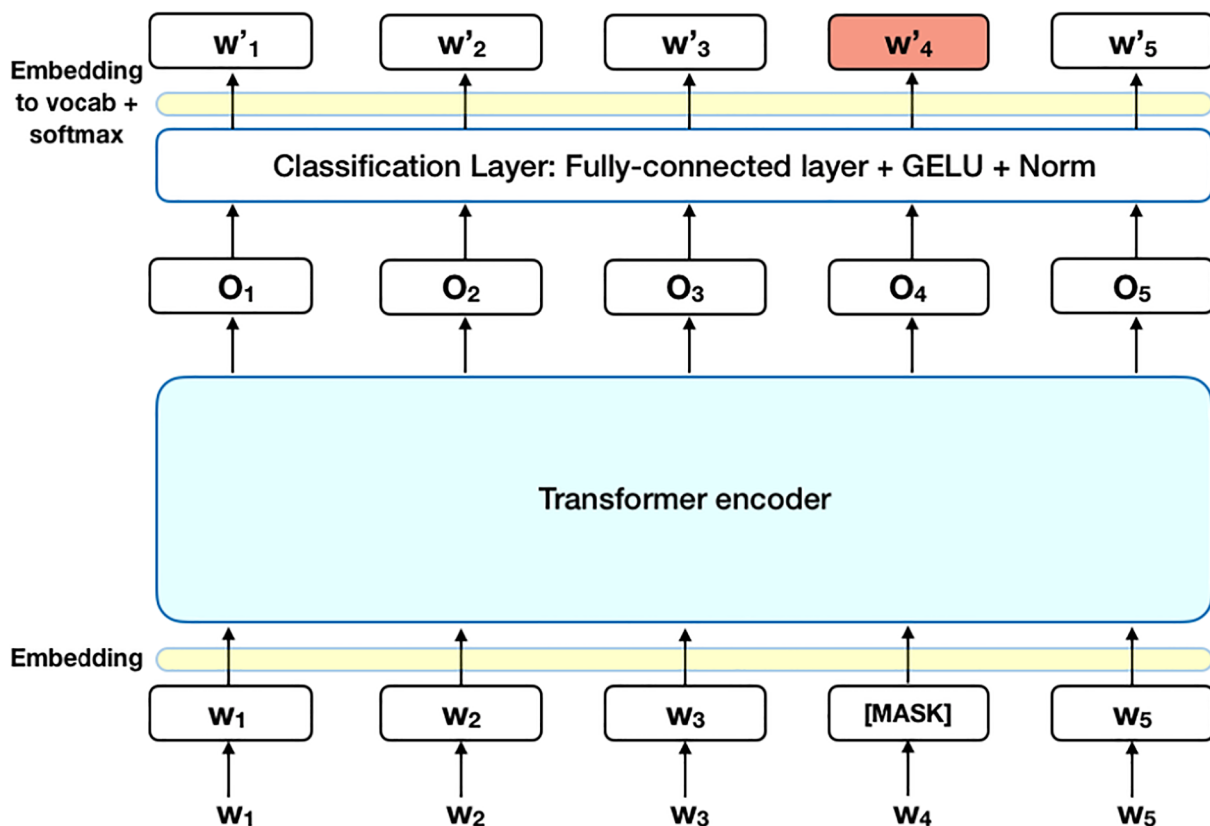 w’₁ w’₂ w’₃ w’₄ w’₅
Embedding
to vocab +
softmax
Classification Layer: Fully-connected layer + GELU + Norm
O₁ O₂ O₃ O₄ O₅
Transformer encoder
Embedding
W₁ W₂ W₃ [MASK] W₅
W₁ W₂ W₃ W₄ W₅